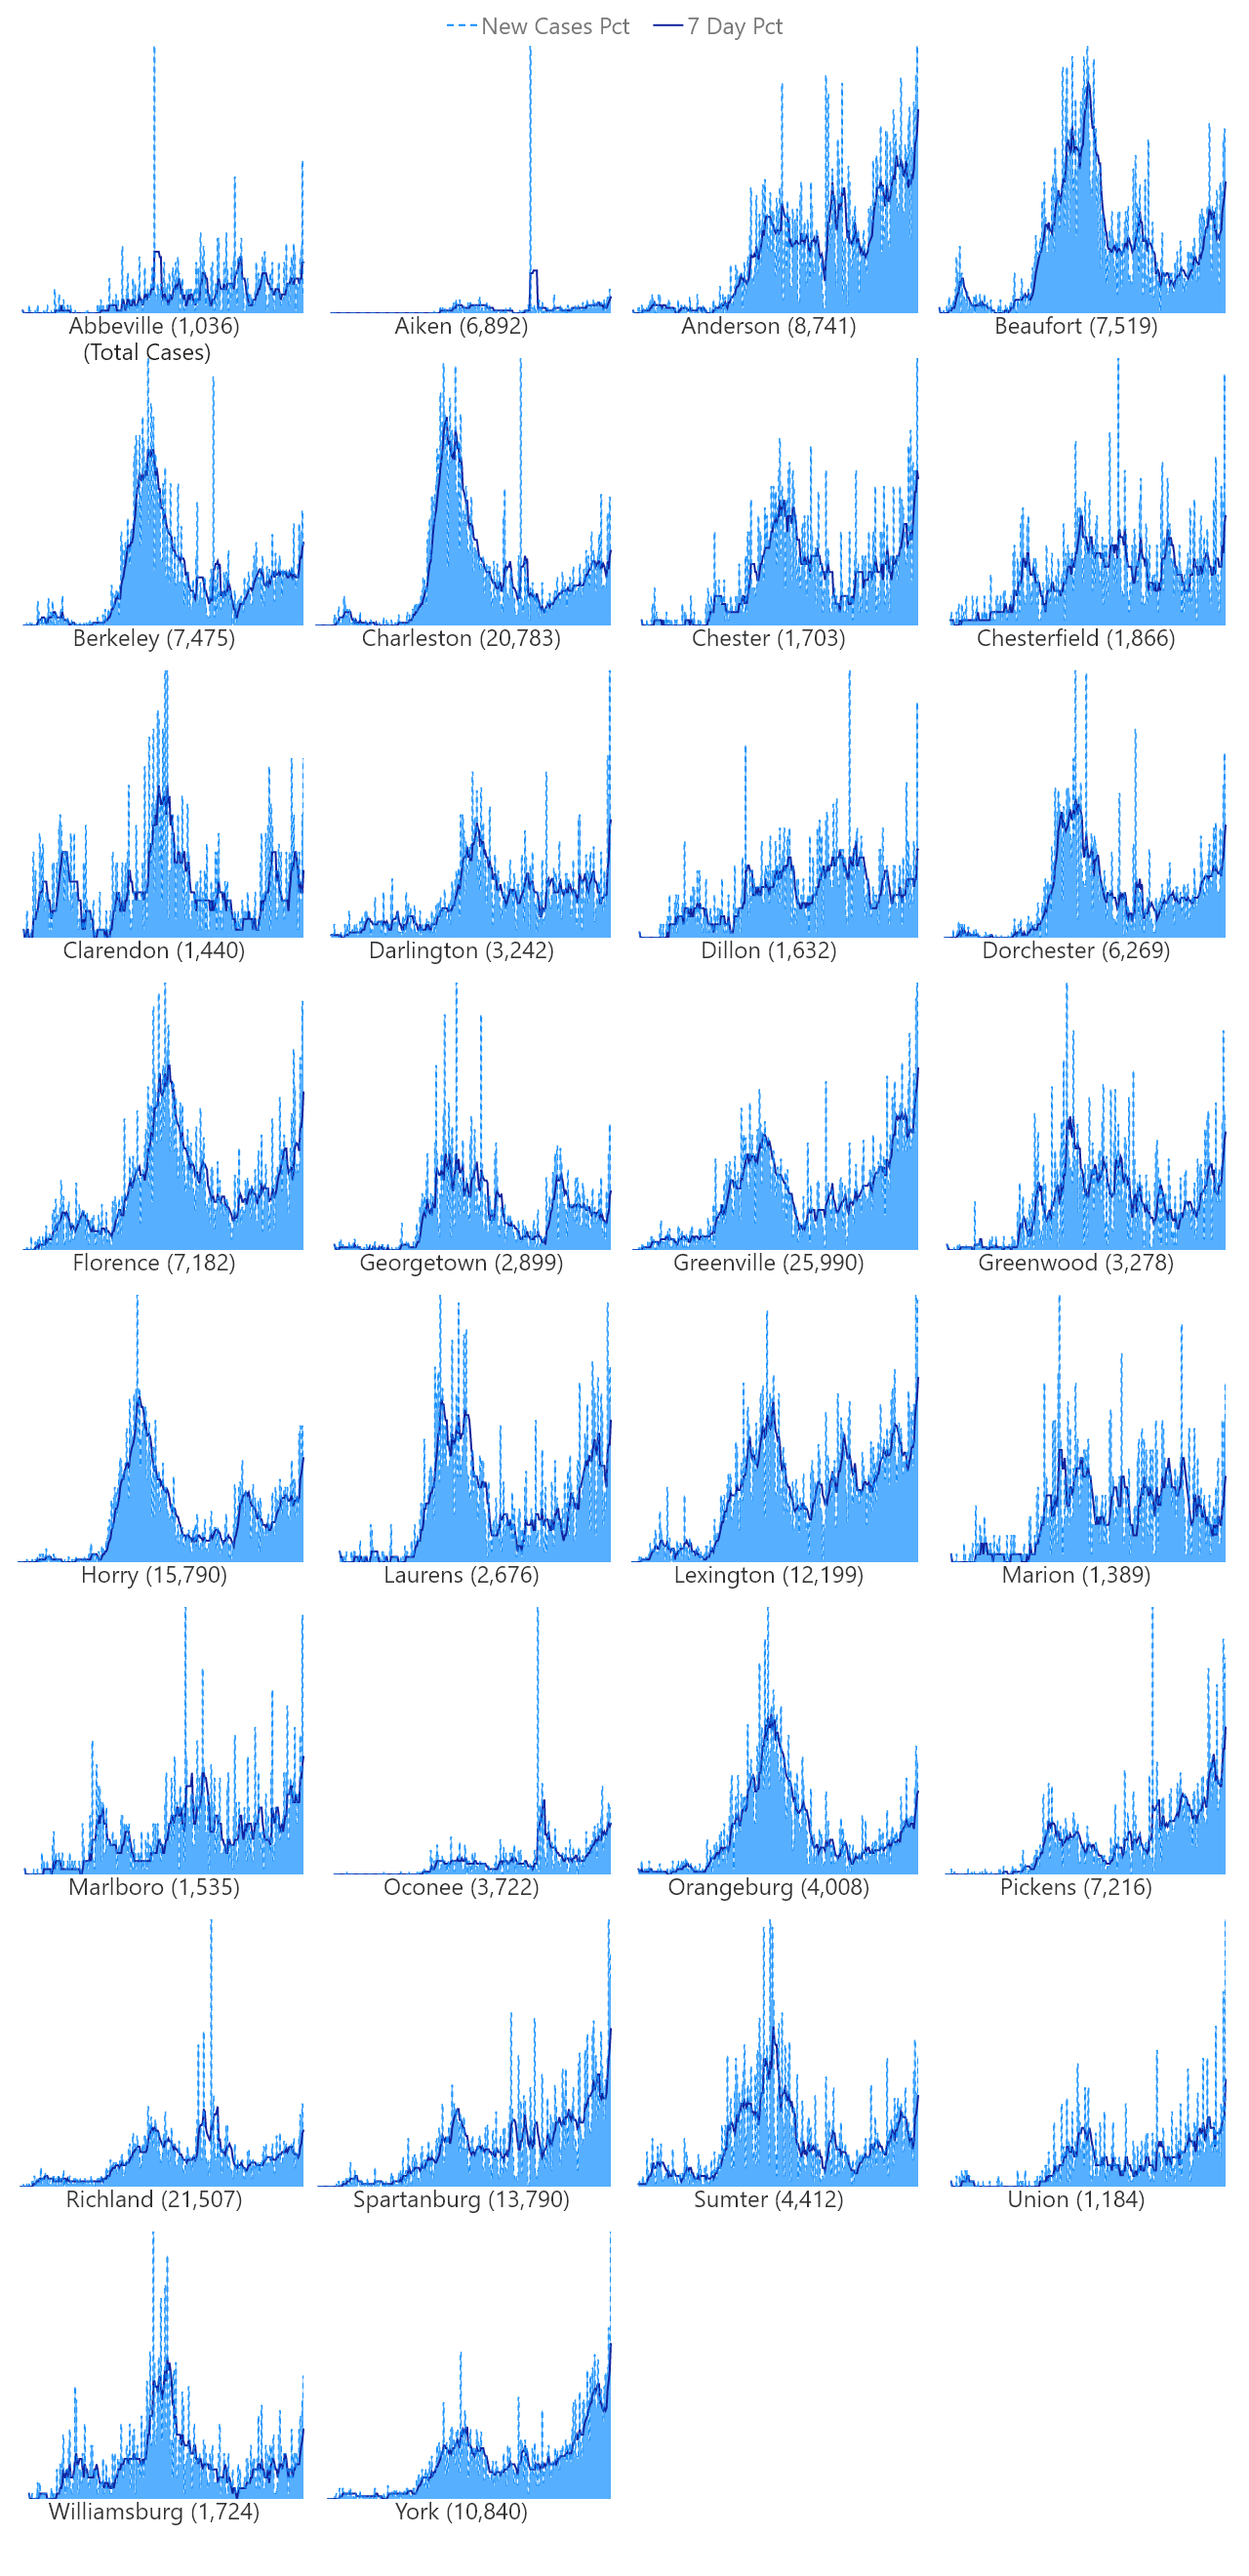 New Cases Pct 7 Day Pct
Abbeville (1,036) Aiken (6,892) Anderson (8,741) Beaufort (7,519)
(Total Cases)
Berkeley (7,475) Charleston (20,783) Chester (1,703) Chesterfield (1,866)
Clarendon (1,440) Darlington (3,242) Dillon (1,632) Dorchester (6,269)
Florence (7,182) Georgetown (2,899) Greenville (25,990) Greenwood (3,278)
Horry (15,790) Laurens (2,676) Lexington (12,199) Marion (1,389)
Marlboro (1,535) Oconee (3,722) Orangeburg (4,008) Pickens (7,216)
Richland (21,507) Spartanburg (13,790) Sumter (4,412) Union (1,184)
Williamsburg (1,724) York (10,840)